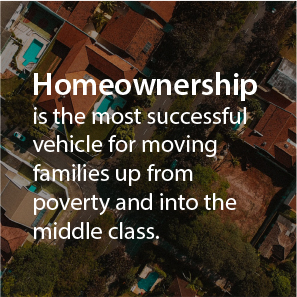 Homeownership
is the most successful
vehicle for moving
families up from
poverty and into the
middle class.